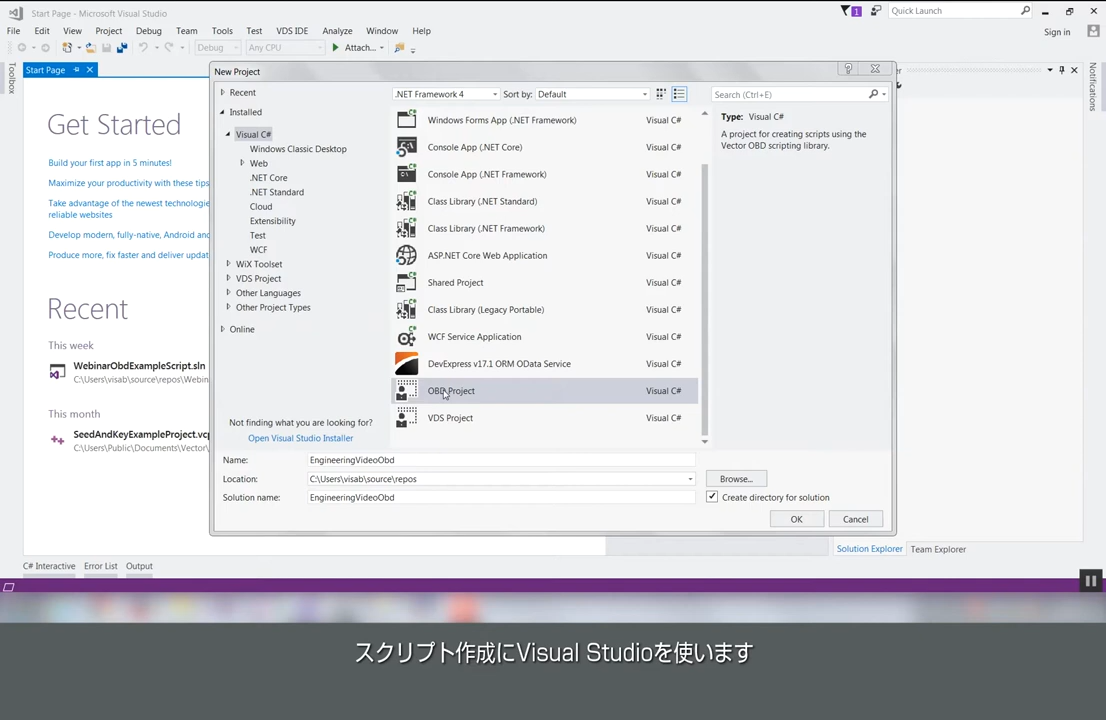 Start Page - Microsoft Visual Studio
1
Quick Launch
File Edit View Project Debug Team Tools Test VDS IDE Analyze Window Help
Sign in
Debug Any CPU Attach...
Toolbox
Start Page
Notifications
Get Started
Build your first app in 5 minutes!
Maximize your productivity with these tips
Take advantage of the newest technologie
reliable websites
Develop modern, fully-native, Android and
Produce more, fix faster and deliver updat
Recent
This week
WebinarObdExampleScript.sln
C:\Users\visab\source\repos\Webin
This month
SeedAndKeyExampleProject.vcp
C:\Users\Public\Documents\Vector\
New Project
Recent
Installed
Visual C#
Windows Classic Desktop
Web
.NET Core
.NET Standard
Cloud
Extensibility
Test
WCF
WiX Toolset
VDS Project
Other Languages
Other Project Types
Online
Not finding what you are looking for?
Open Visual Studio Installer
.NET Framework 4
Sort by: Default
Search (Ctrl+E)
Windows Forms App (.NET Framework) Visual C#
Console App (.NET Core) Visual C#
Console App (.NET Framework) Visual C#
Class Library (.NET Standard) Visual C#
Class Library (.NET Framework) Visual C#
ASP.NET Core Web Application Visual C#
Shared Project Visual C#
Class Library (Legacy Portable) Visual C#
WCF Service Application Visual C#
DevExpress v17.1 ORM OData Service Visual C#
OBD Project Visual C#
VDS Project Visual C#
Type: Visual C#
A project for creating scripts using the
Vector OBD scripting library.
Name: EngineeringVideoObd
Location: C:\Users\visab\source\repos
Browse...
Solution name: EngineeringVideoObd
Create directory for solution
OK Cancel
Solution Explorer Team Explorer
C# Interactive Error List Output
スクリプト作成にVisual Studioを使います